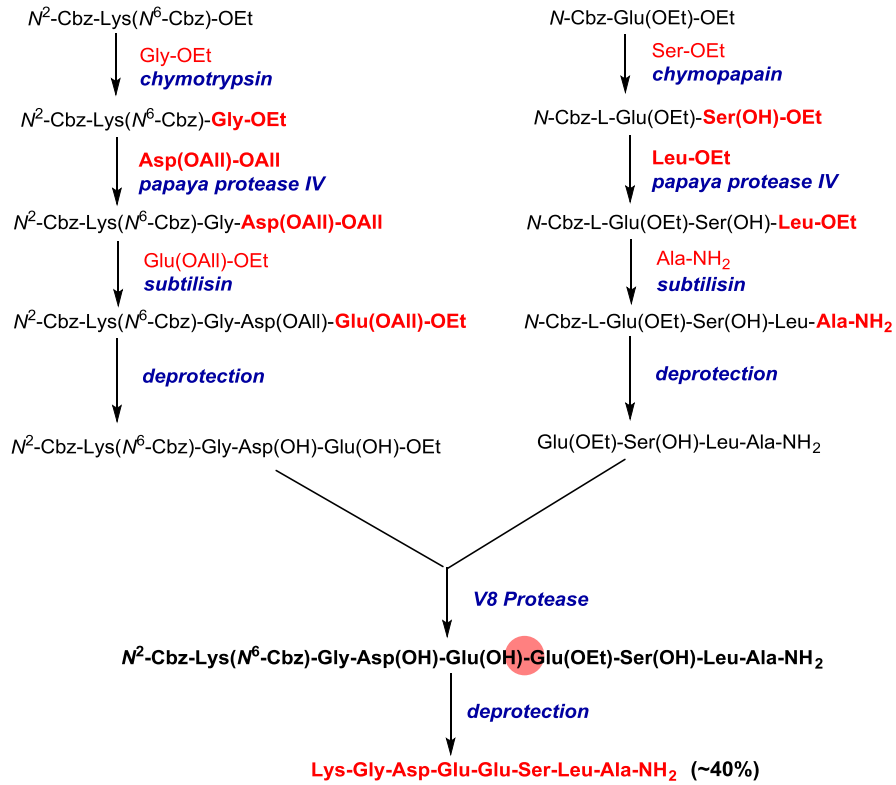 N²-Cbz-Lys(N⁶-Cbz)-OEt
Gly-OEt
chymotrypsin
N²-Cbz-Lys(N⁶-Cbz)-Gly-OEt
Asp(OAll)-OAll
papaya protease IV
N²-Cbz-Lys(N⁶-Cbz)-Gly-Asp(OAll)-OAll
Glu(OAll)-OEt
subtilisin
N²-Cbz-Lys(N⁶-Cbz)-Gly-Asp(OAll)-Glu(OAll)-OEt
deprotection
N²-Cbz-Lys(N⁶-Cbz)-Gly-Asp(OH)-Glu(OH)-OEt
N-Cbz-Glu(OEt)-OEt
Ser-OEt
chymopapain
N-Cbz-L-Glu(OEt)-Ser(OH)-OEt
Leu-OEt
papaya protease IV
N-Cbz-L-Glu(OEt)-Ser(OH)-Leu-OEt
Ala-NH₂
subtilisin
N-Cbz-L-Glu(OEt)-Ser(OH)-Leu-Ala-NH₂
deprotection
Glu(OEt)-Ser(OH)-Leu-Ala-NH₂
V8 Protease
N²-Cbz-Lys(N⁶-Cbz)-Gly-Asp(OH)-Glu(OH)-Glu(OEt)-Ser(OH)-Leu-Ala-NH₂
deprotection
Lys-Gly-Asp-Glu-Glu-Ser-Leu-Ala-NH₂ (~40%)